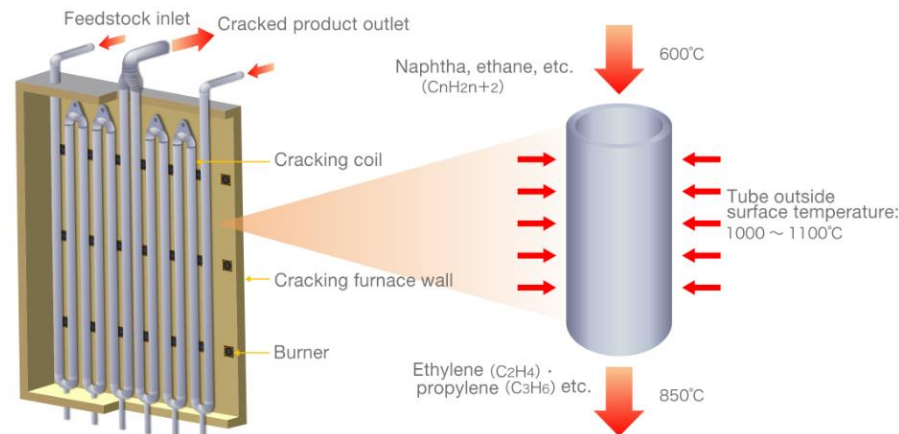 Feedstock inlet
Cracked product outlet
Cracking coil
Cracking furnace wall
Burner
Naphtha, ethane, etc.
(CnH2n+2)
600℃
Tube outside
surface temperature:
1000 ~ 1100℃
Ethylene (C2H4)・
propylene (C3H6) etc.
850℃